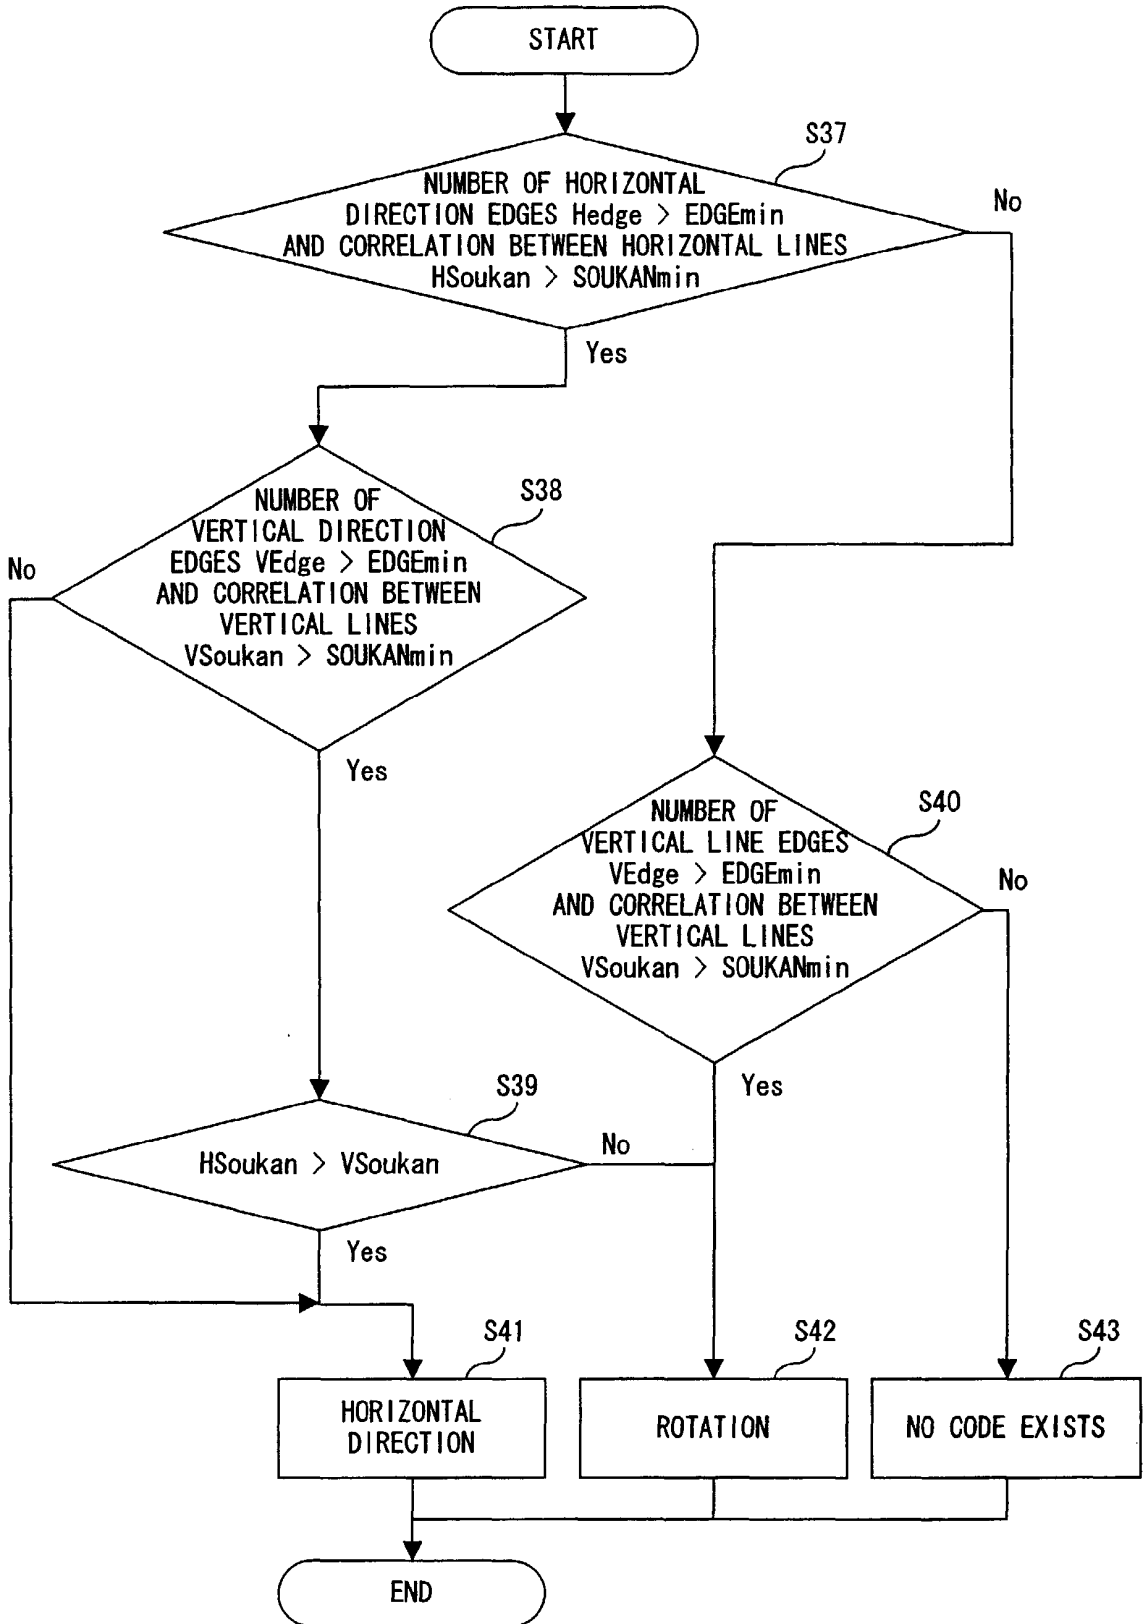 START
S37
NUMBER OF HORIZONTAL
DIRECTION EDGES Hedge > EDGEmin
AND CORRELATION BETWEEN HORIZONTAL LINES
HSoukan > SOUKANmin
No
Yes
S38
NUMBER OF
VERTICAL DIRECTION
EDGES VEdge > EDGEmin
AND CORRELATION BETWEEN
VERTICAL LINES
VSoukan > SOUKANmin
No
Yes
S40
NUMBER OF
VERTICAL LINE EDGES
VEdge > EDGEmin
AND CORRELATION BETWEEN
VERTICAL LINES
VSoukan > SOUKANmin
No
Yes
S39
HSoukan > VSoukan
No
Yes
S41
HORIZONTAL
DIRECTION
S42
ROTATION
S43
NO CODE EXISTS
END